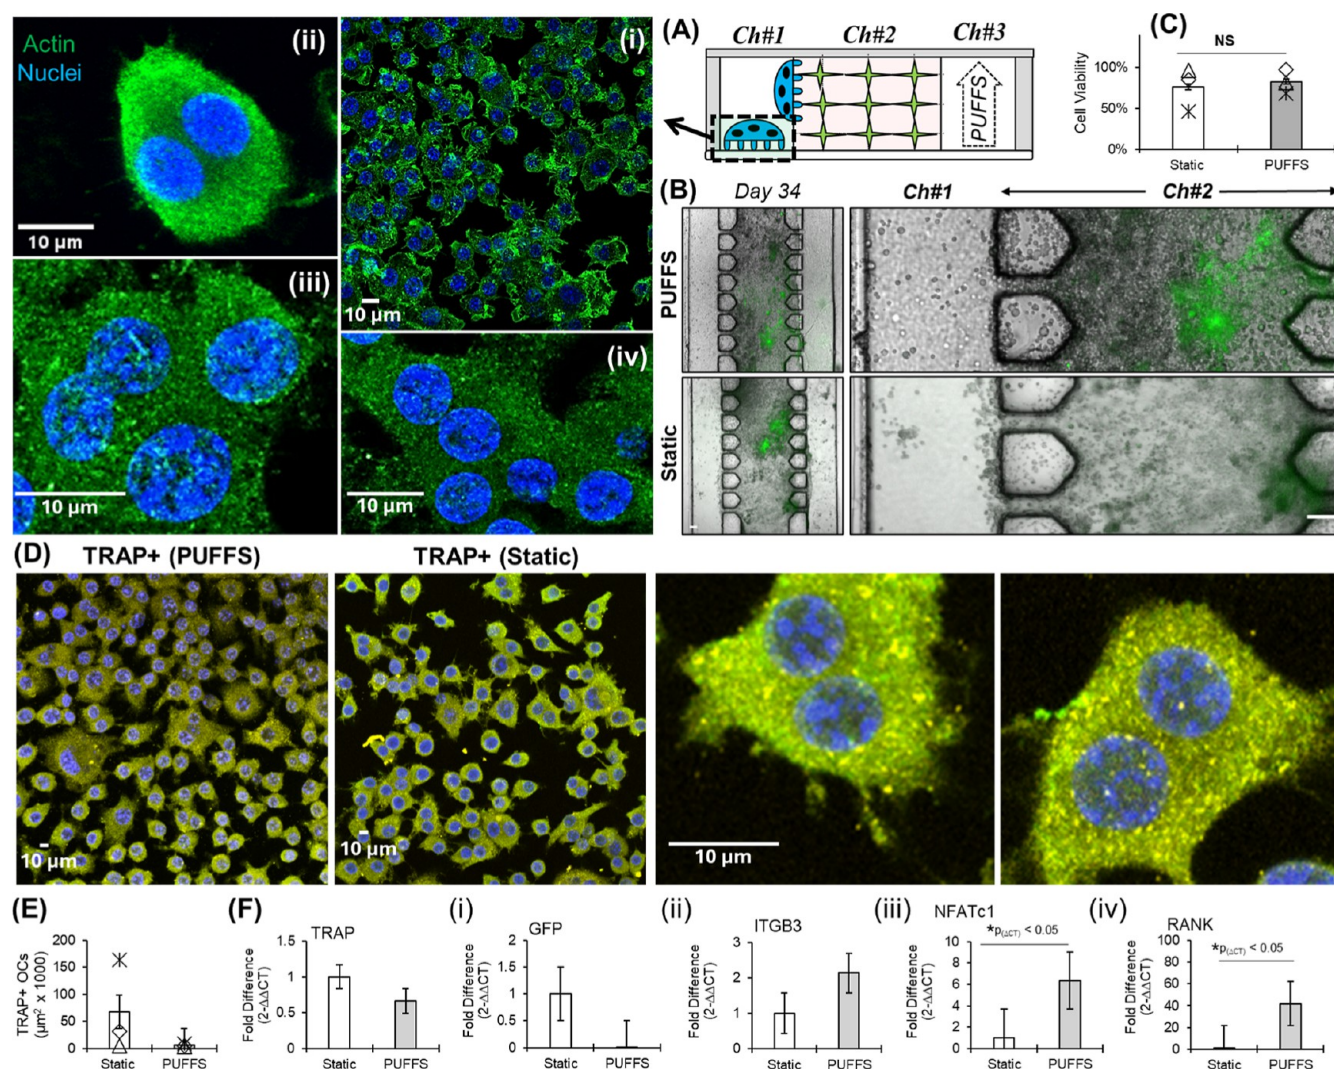 Actin
Nuclei
(ii)
10 µm
(i)
10 µm
(iii)
10 µm
(iv)
10 µm
(A)
Ch#1
Ch#2
Ch#3
PUFFS
(C)
NS
Cell Viability
100%
50%
0%
Static
PUFFS
(B)
Day 34
Ch#1
Ch#2
PUFFS
Static
(D)
TRAP+ (PUFFS)
TRAP+ (Static)
10 µm
10 µm
10 µm
(E)
TRAP+ OCs
(µm² x 1000)
200
150
100
50
0
Static
PUFFS
(F)
TRAP
Fold Difference
(2-ΔΔCT)
1.5
1
0.5
0
Static
PUFFS
(i)
GFP
Fold Difference
(2-ΔΔCT)
2
1.5
1
0.5
0
Static
PUFFS
(ii)
ITGB3
Fold Difference
(2-ΔΔCT)
3
2
1
0
Static
PUFFS
(iii)
NFATc1
*p(ΔCT) < 0.05
Fold Difference
(2-ΔΔCT)
10
8
6
4
2
0
Static
PUFFS
(iv)
RANK
*p(ΔCT) < 0.05
Fold Difference
(2-ΔΔCT)
100
80
60
40
20
0
Static
PUFFS